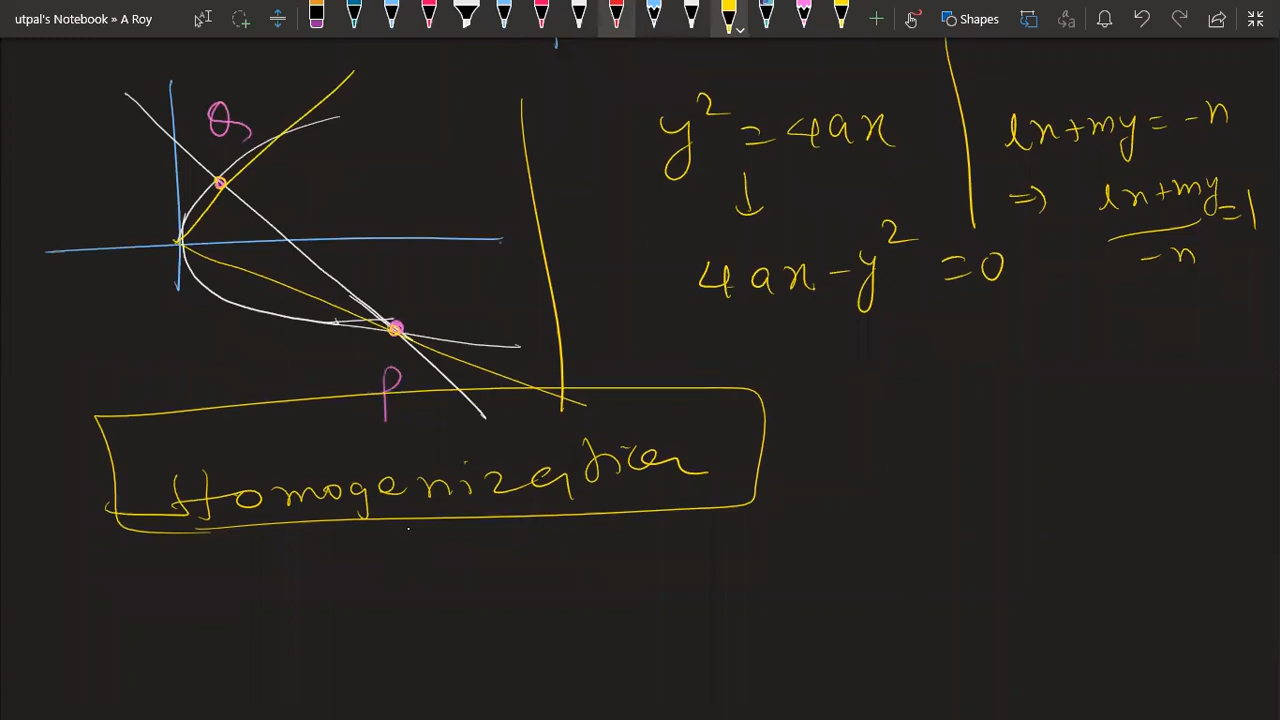 utpal's Notebook » A Roy
Shapes
Q
P
y² = 4ax
4ax - y² = 0
lx + my = -n
⇒ lx + my / -n = 1
Homogenization